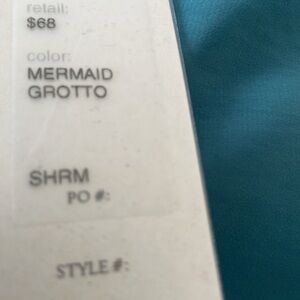 retail:
$68
color:
MERMAID
GROTTO
SHRM
PO #:
STYLE #: